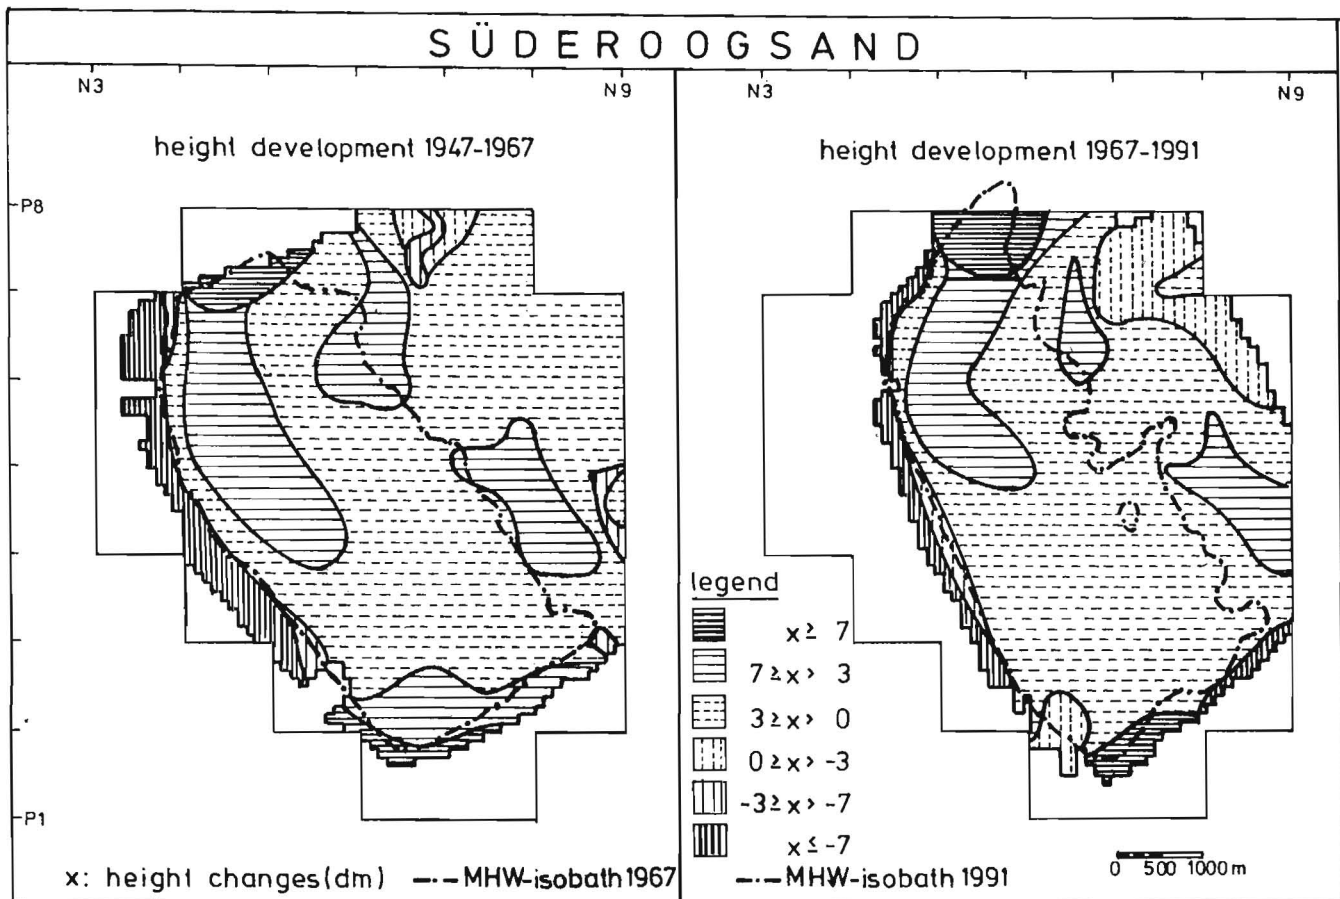 SÜDEROOGSAND
N3 N9 N3 N9
height development 1947-1967
height development 1967-1991
P8
P1
legend
x ≥ 7
7 ≥ x > 3
3 ≥ x > 0
0 ≥ x > -3
-3 ≥ x > -7
x ≤ -7
x: height changes(dm)
MHW-isobath 1967
MHW-isobath 1991
0 500 1000 m